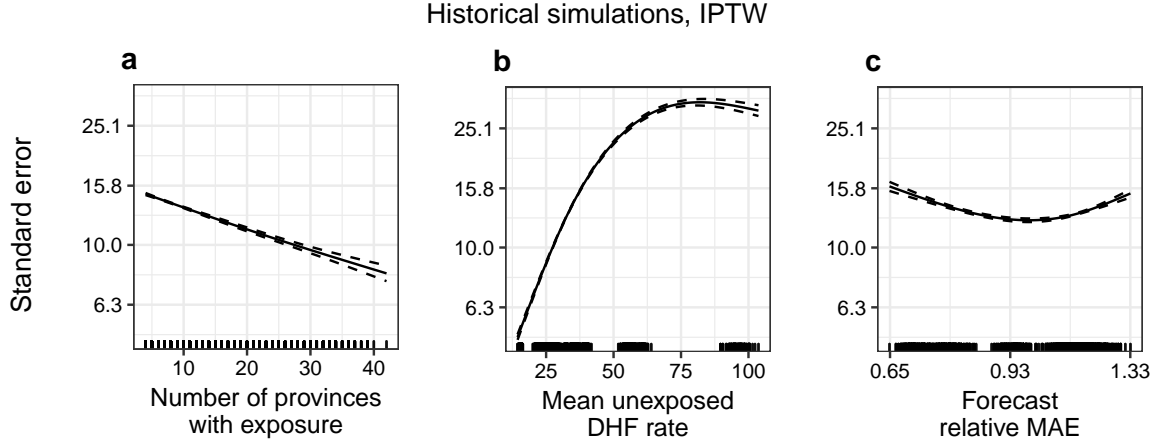 Historical simulations, IPTW
a
b
c
Standard error
25.1
15.8
10.0
6.3
10
20
30
40
Number of provinces
with exposure
25.1
15.8
10.0
6.3
25
50
75
100
Mean unexposed
DHF rate
25.1
15.8
10.0
6.3
0.65
0.93
1.33
Forecast
relative MAE